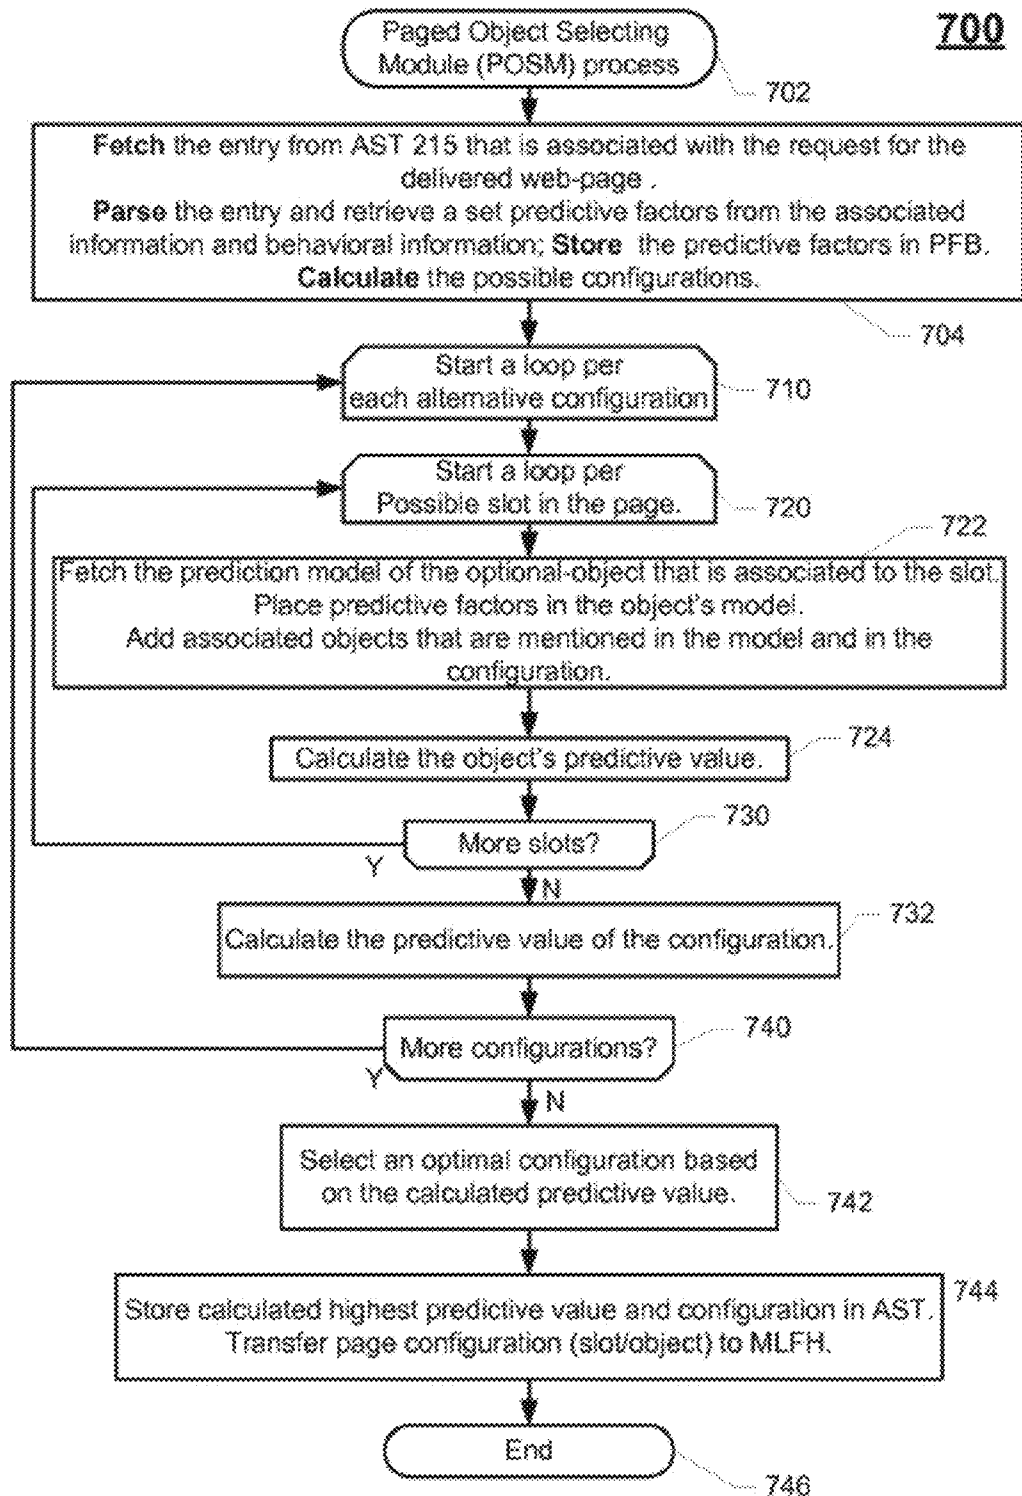 700
Paged Object Selecting
Module (POSM) process
702
Fetch the entry from AST 215 that is associated with the request for the
delivered web-page .
Parse the entry and retrieve a set predictive factors from the associated
information and behavioral information; Store the predictive factors in PFB.
Calculate the possible configurations.
704
Start a loop per
each alternative configuration
710
Start a loop per
Possible slot in the page.
720
722
Fetch the prediction model of the optional-object that is associated to the slot.
Place predictive factors in the object's model.
Add associated objects that are mentioned in the model and in the
configuration.
724
Calculate the object's predictive value.
730
More slots?
Y
N
732
Calculate the predictive value of the configuration.
740
More configurations?
Y
N
Select an optimal configuration based
on the calculated predictive value.
742
744
Store calculated highest predictive value and configuration in AST.
Transfer page configuration (slot/object) to MLFH.
End
746